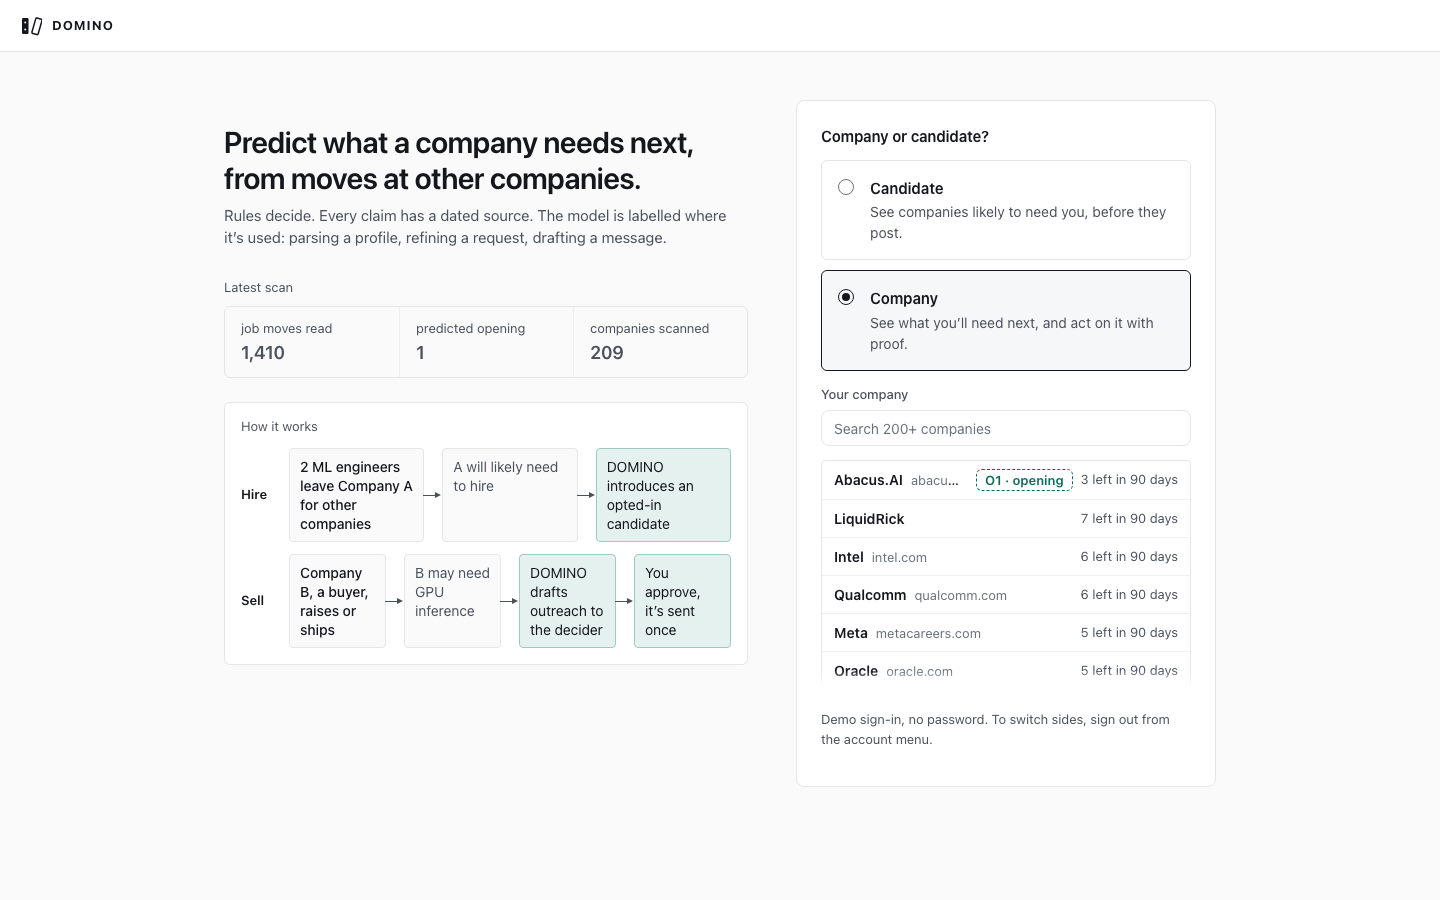 DOMINO
Predict what a company needs next,
from moves at other companies.
Rules decide. Every claim has a dated source. The model is labelled where
it’s used: parsing a profile, refining a request, drafting a message.
Latest scan
job moves read
1,410
predicted opening
1
companies scanned
209
How it works
Hire
2 ML engineers
leave Company A
for other
companies
A will likely need
to hire
DOMINO
introduces an
opted-in
candidate
Sell
Company
B, a buyer,
raises or
ships
B may need
GPU
inference
DOMINO
drafts
outreach to
the decider
You
approve,
it’s sent
once
Company or candidate?
Candidate
See companies likely to need you, before they
post.
Company
See what you’ll need next, and act on it with
proof.
Your company
Search 200+ companies
Abacus.AI abacu... O1 · opening 3 left in 90 days
LiquidRick 7 left in 90 days
Intel intel.com 6 left in 90 days
Qualcomm qualcomm.com 6 left in 90 days
Meta metacareers.com 5 left in 90 days
Oracle oracle.com 5 left in 90 days
Demo sign-in, no password. To switch sides, sign out from
the account menu.